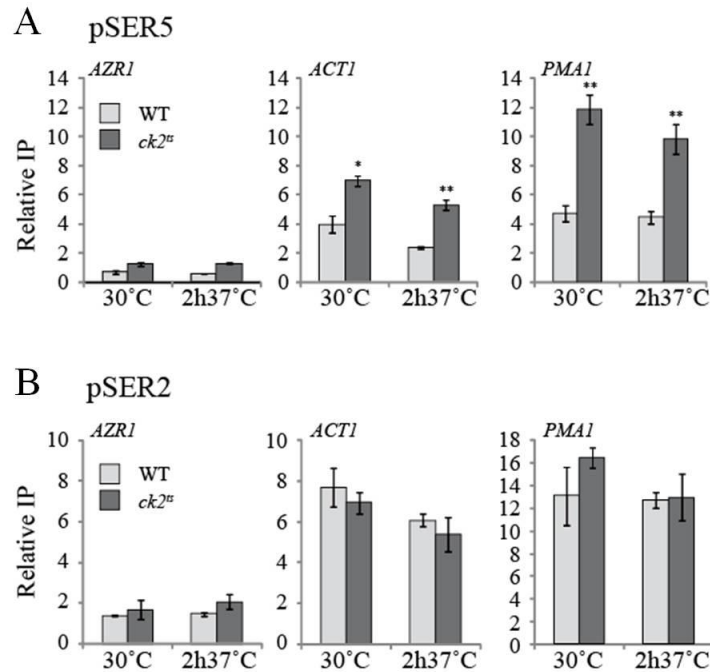 A pSER5
AZR1 ACT1 PMA1
14 14 14
12 12 12
10 10 10
8 8 8
6 6 6
4 4 4
2 2 2
0 0 0
Relative IP
WT
ck2ts
* ** ** **
30˚C 2h37˚C 30˚C 2h37˚C 30˚C 2h37˚C
B pSER2
AZR1 ACT1 PMA1
10 10 18
8 8 16
6 6 14
4 4 12
2 2 10
0 0 8
6
4
2
0
Relative IP
WT
ck2ts
30˚C 2h37˚C 30˚C 2h37˚C 30˚C 2h37˚C